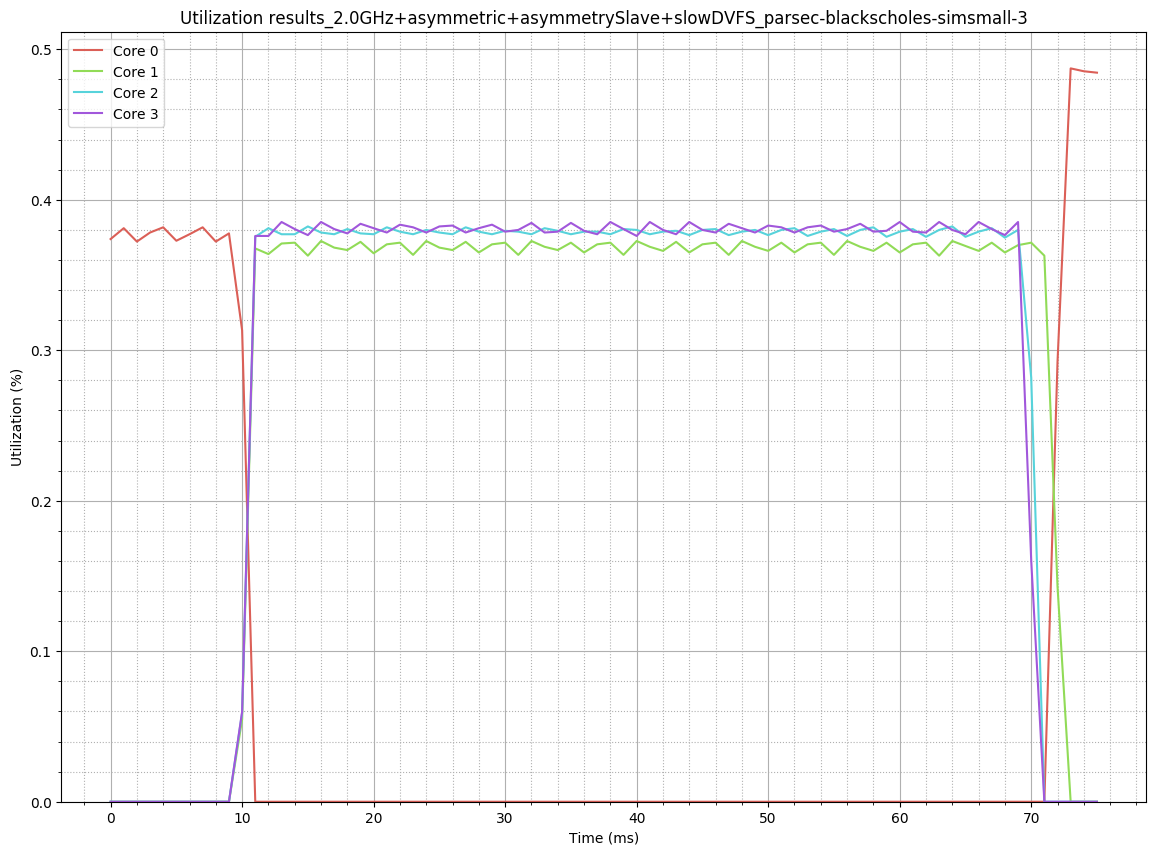 Utilization results_2.0GHz+asymmetric+asymmetrySlave+slowDVFS_parsec-blackscholes-simsmall-3
Core 0
Core 1
Core 2
Core 3
Utilization (%)
0.5
0.4
0.3
0.2
0.1
0.0
0 10 20 30 40 50 60 70
Time (ms)